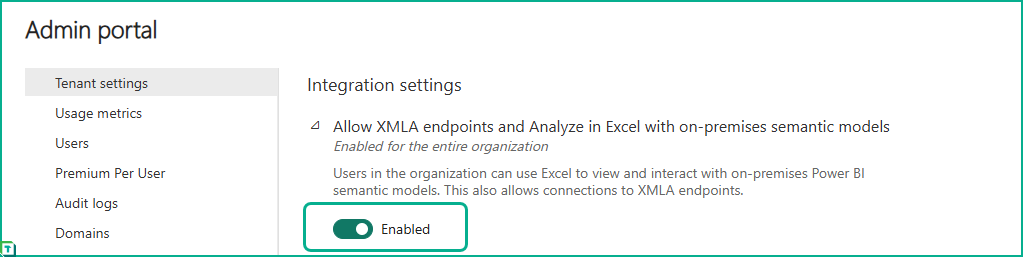 Admin portal
Tenant settings
Usage metrics
Users
Premium Per User
Audit logs
Domains
Integration settings
Allow XMLA endpoints and Analyze in Excel with on-premises semantic models
Enabled for the entire organization
Users in the organization can use Excel to view and interact with on-premises Power BI
semantic models. This also allows connections to XMLA endpoints.
Enabled
T